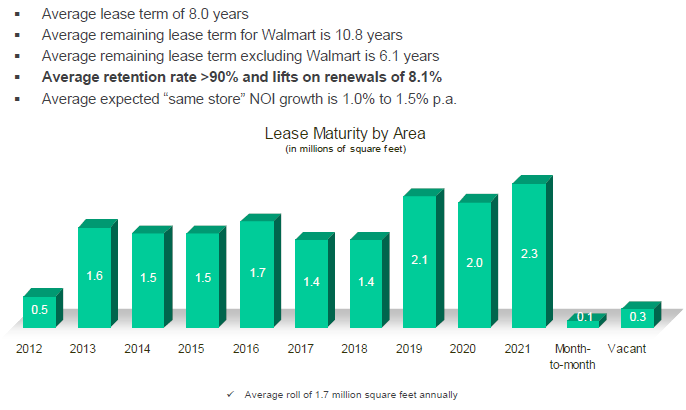 ▪ Average lease term of 8.0 years
▪ Average remaining lease term for Walmart is 10.8 years
▪ Average remaining lease term excluding Walmart is 6.1 years
▪ Average retention rate >90% and lifts on renewals of 8.1%
▪ Average expected “same store” NOI growth is 1.0% to 1.5% p.a.
Lease Maturity by Area
(in millions of square feet)
0.5 1.6 1.5 1.5 1.7 1.4 1.4 2.1 2.0 2.3 0.1 0.3
2012 2013 2014 2015 2016 2017 2018 2019 2020 2021 Month- Vacant
to-month
✓ Average roll of 1.7 million square feet annually